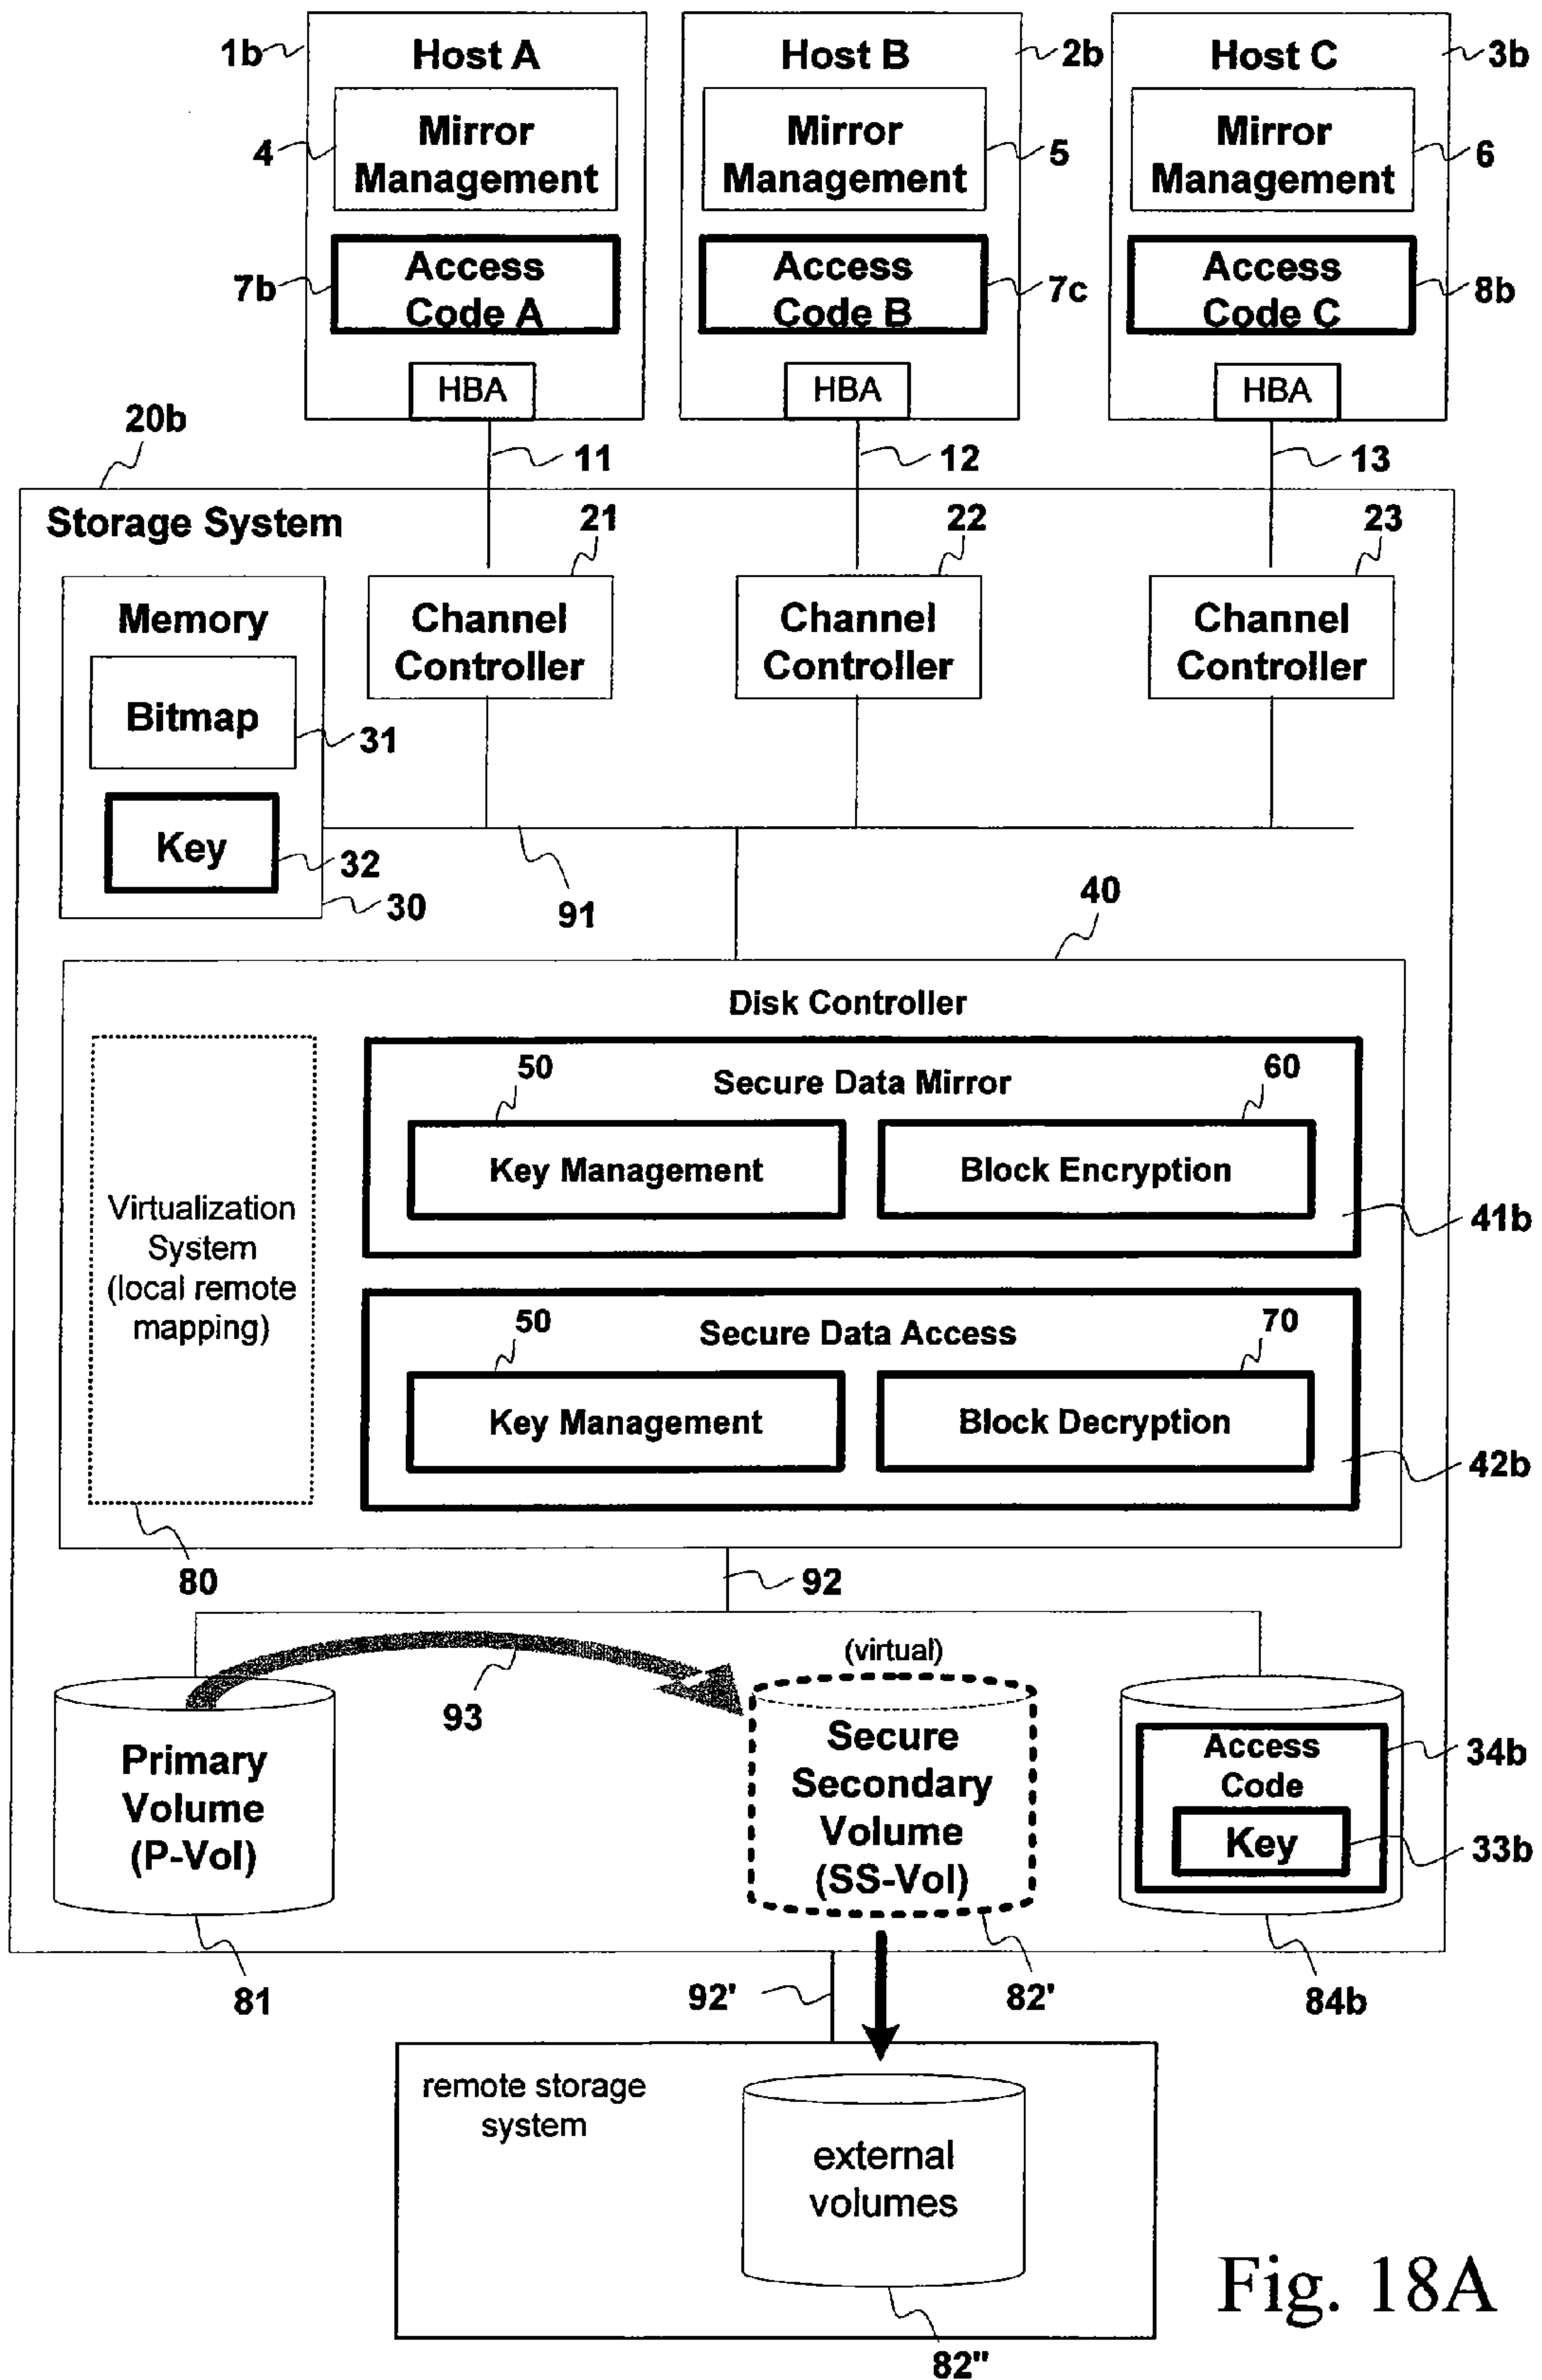 1b
Host A
Host B
2b
Host C
3b
4
Mirror
Management
Mirror
Management
5
Mirror
Management
6
7b
Access
Code A
Access
Code B
7c
Access
Code C
8b
HBA
HBA
HBA
20b
11
12
13
Storage System
21
22
23
Memory
Channel
Controller
Channel
Controller
Channel
Controller
Bitmap
31
Key
32
30
91
40
Disk Controller
50
Secure Data Mirror
60
Key Management
Block Encryption
41b
Virtualization
System
(local remote
mapping)
50
Secure Data Access
70
Key Management
Block Decryption
42b
80
92
93
(virtual)
Primary
Volume
(P-Vol)
Secure
Secondary
Volume
(SS-Vol)
Access
Code
34b
Key
33b
81
92'
82'
84b
remote storage
system
external
volumes
82"
Fig. 18A